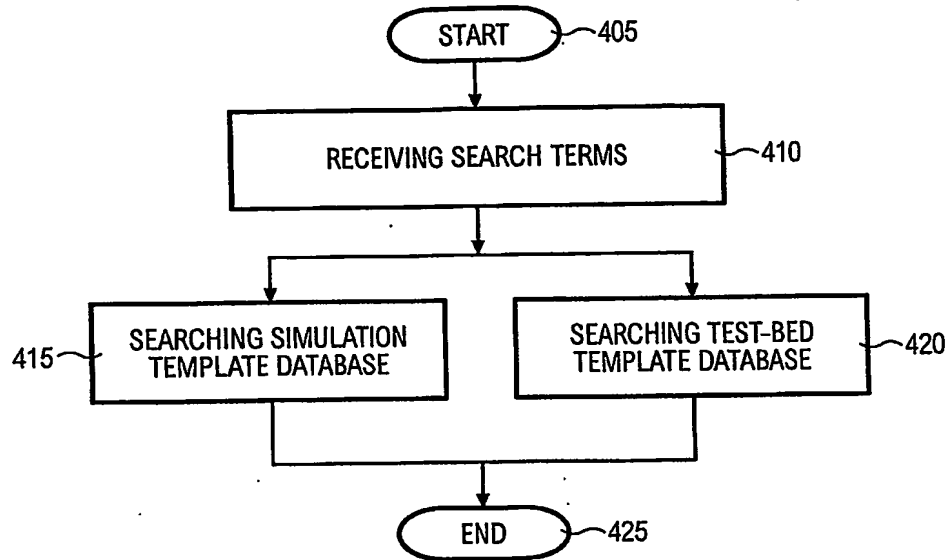 START
405
RECEIVING SEARCH TERMS
410
415
SEARCHING SIMULATION
TEMPLATE DATABASE
SEARCHING TEST-BED
TEMPLATE DATABASE
420
END
425